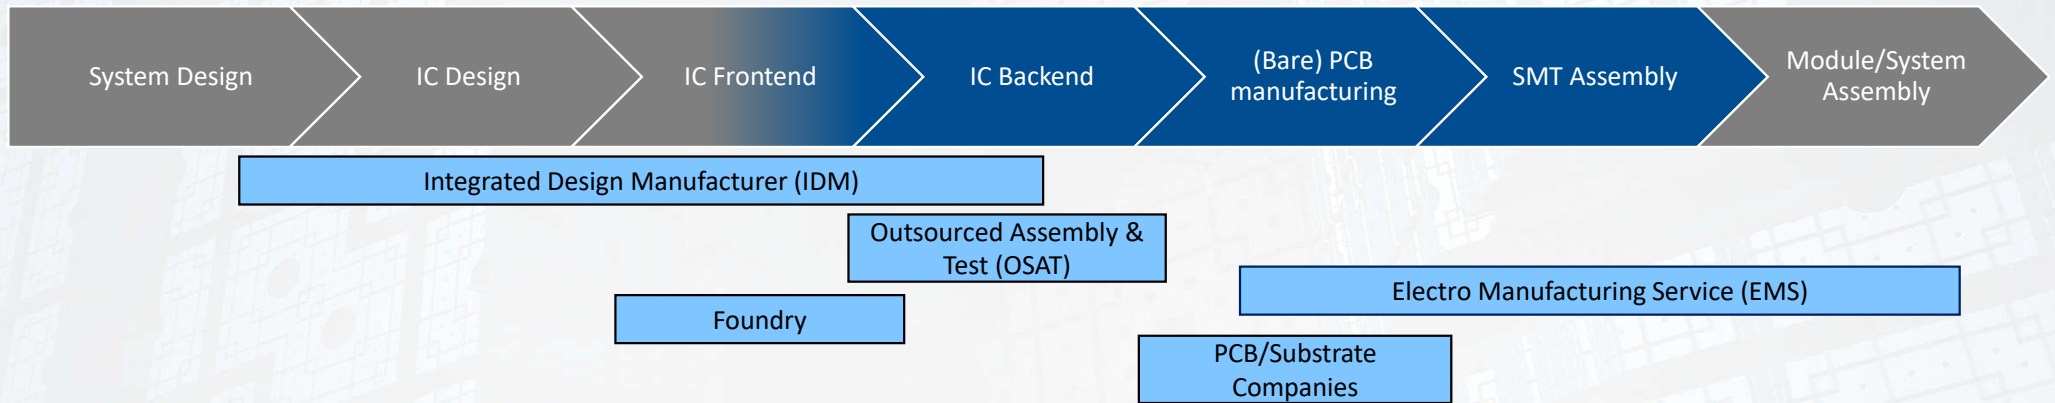 System Design
IC Design
IC Frontend
IC Backend
(Bare) PCB
manufacturing
SMT Assembly
Module/System
Assembly
Integrated Design Manufacturer (IDM)
Outsourced Assembly &
Test (OSAT)
Electro Manufacturing Service (EMS)
Foundry
PCB/Substrate
Companies